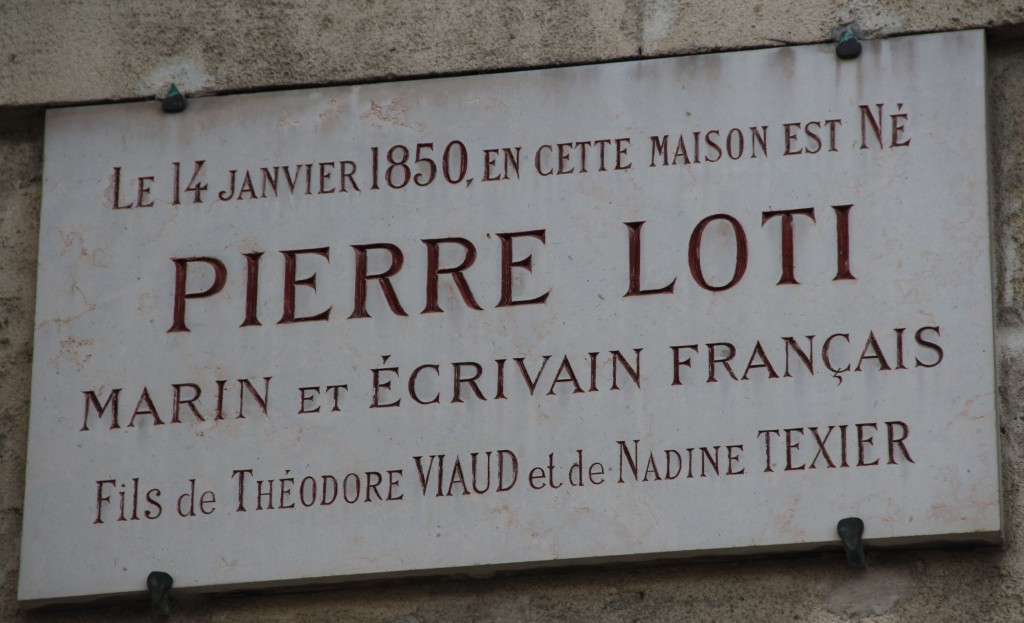 LE 14 JANVIER 1850, EN CETTE MAISON EST NÉ
PIERRE LOTI
MARIN ET ÉCRIVAIN FRANÇAIS
Fils de THÉODORE VIAUD et de NADINE TEXIER